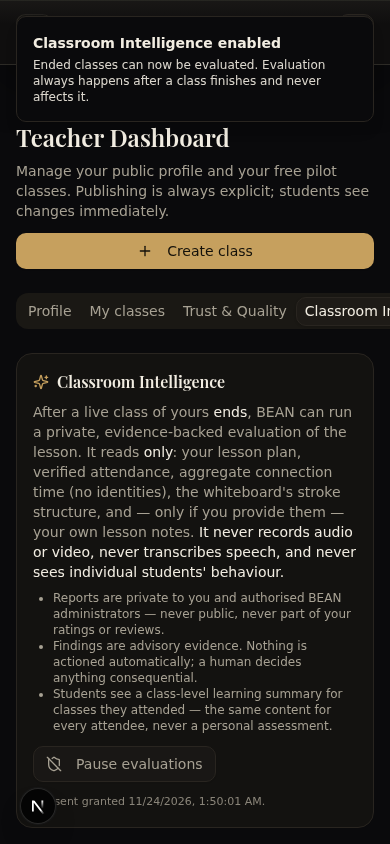 Classroom Intelligence enabled
Ended classes can now be evaluated. Evaluation
always happens after a class finishes and never
affects it.
Teacher Dashboard
Manage your public profile and your free pilot
classes. Publishing is always explicit; students see
changes immediately.
+ Create class
Profile My classes Trust & Quality Classroom In
Classroom Intelligence
After a live class of yours ends, BEAN can run
a private, evidence-backed evaluation of the
lesson. It reads only: your lesson plan,
verified attendance, aggregate connection
time (no identities), the whiteboard's stroke
structure, and — only if you provide them —
your own lesson notes. It never records audio
or video, never transcribes speech, and never
sees individual students' behaviour.
• Reports are private to you and authorised BEAN
administrators — never public, never part of your
ratings or reviews.
• Findings are advisory evidence. Nothing is
actioned automatically; a human decides
anything consequential.
• Students see a class-level learning summary for
classes they attended — the same content for
every attendee, never a personal assessment.
Pause evaluations
N
sent granted 11/24/2026, 1:50:01 AM.